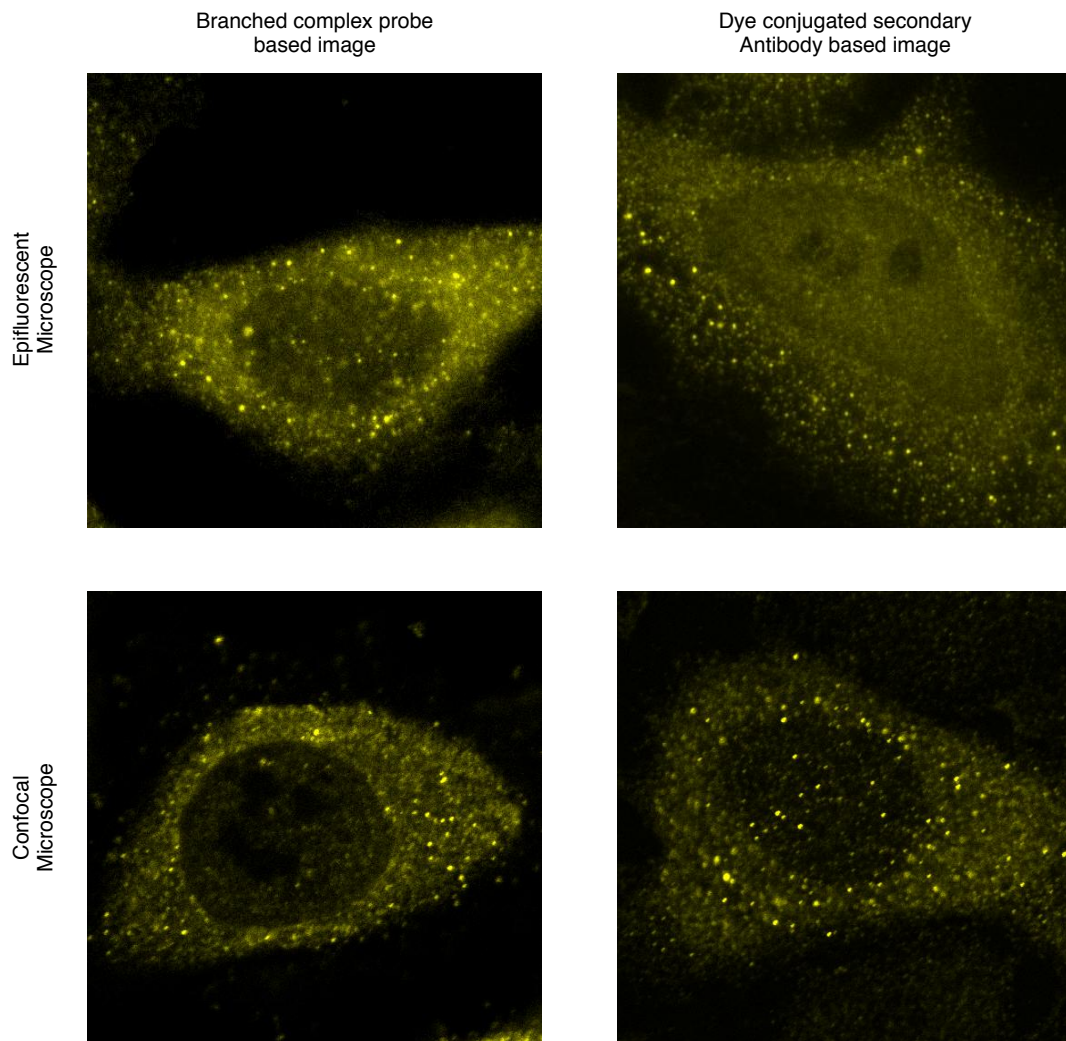 Branched complex probe
based image
Dye conjugated secondary
Antibody based image
Epifluorescent
Microscope
Confocal
Microscope